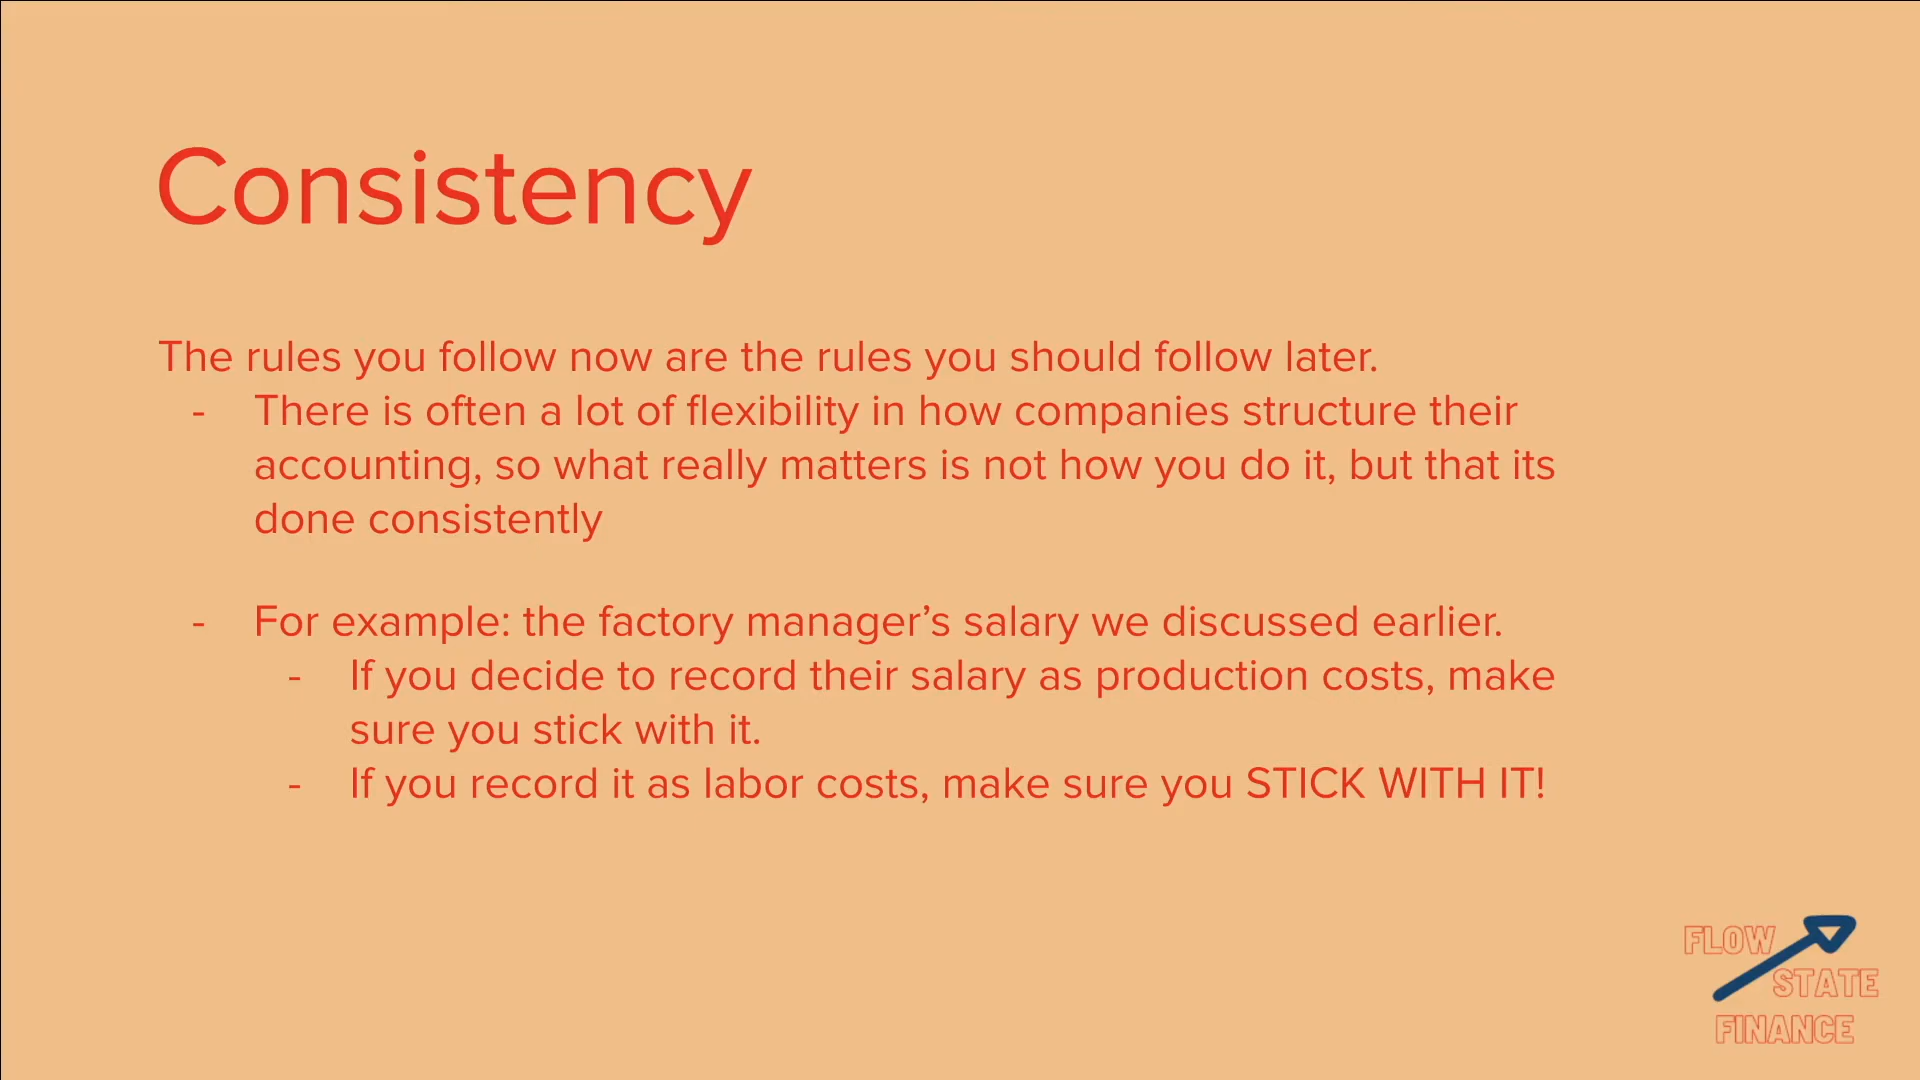 Consistency
The rules you follow now are the rules you should follow later.
- There is often a lot of flexibility in how companies structure their
accounting, so what really matters is not how you do it, but that its
done consistently
- For example: the factory manager’s salary we discussed earlier.
- If you decide to record their salary as production costs, make
sure you stick with it.
- If you record it as labor costs, make sure you STICK WITH IT!
FLOW
STATE
FINANCE